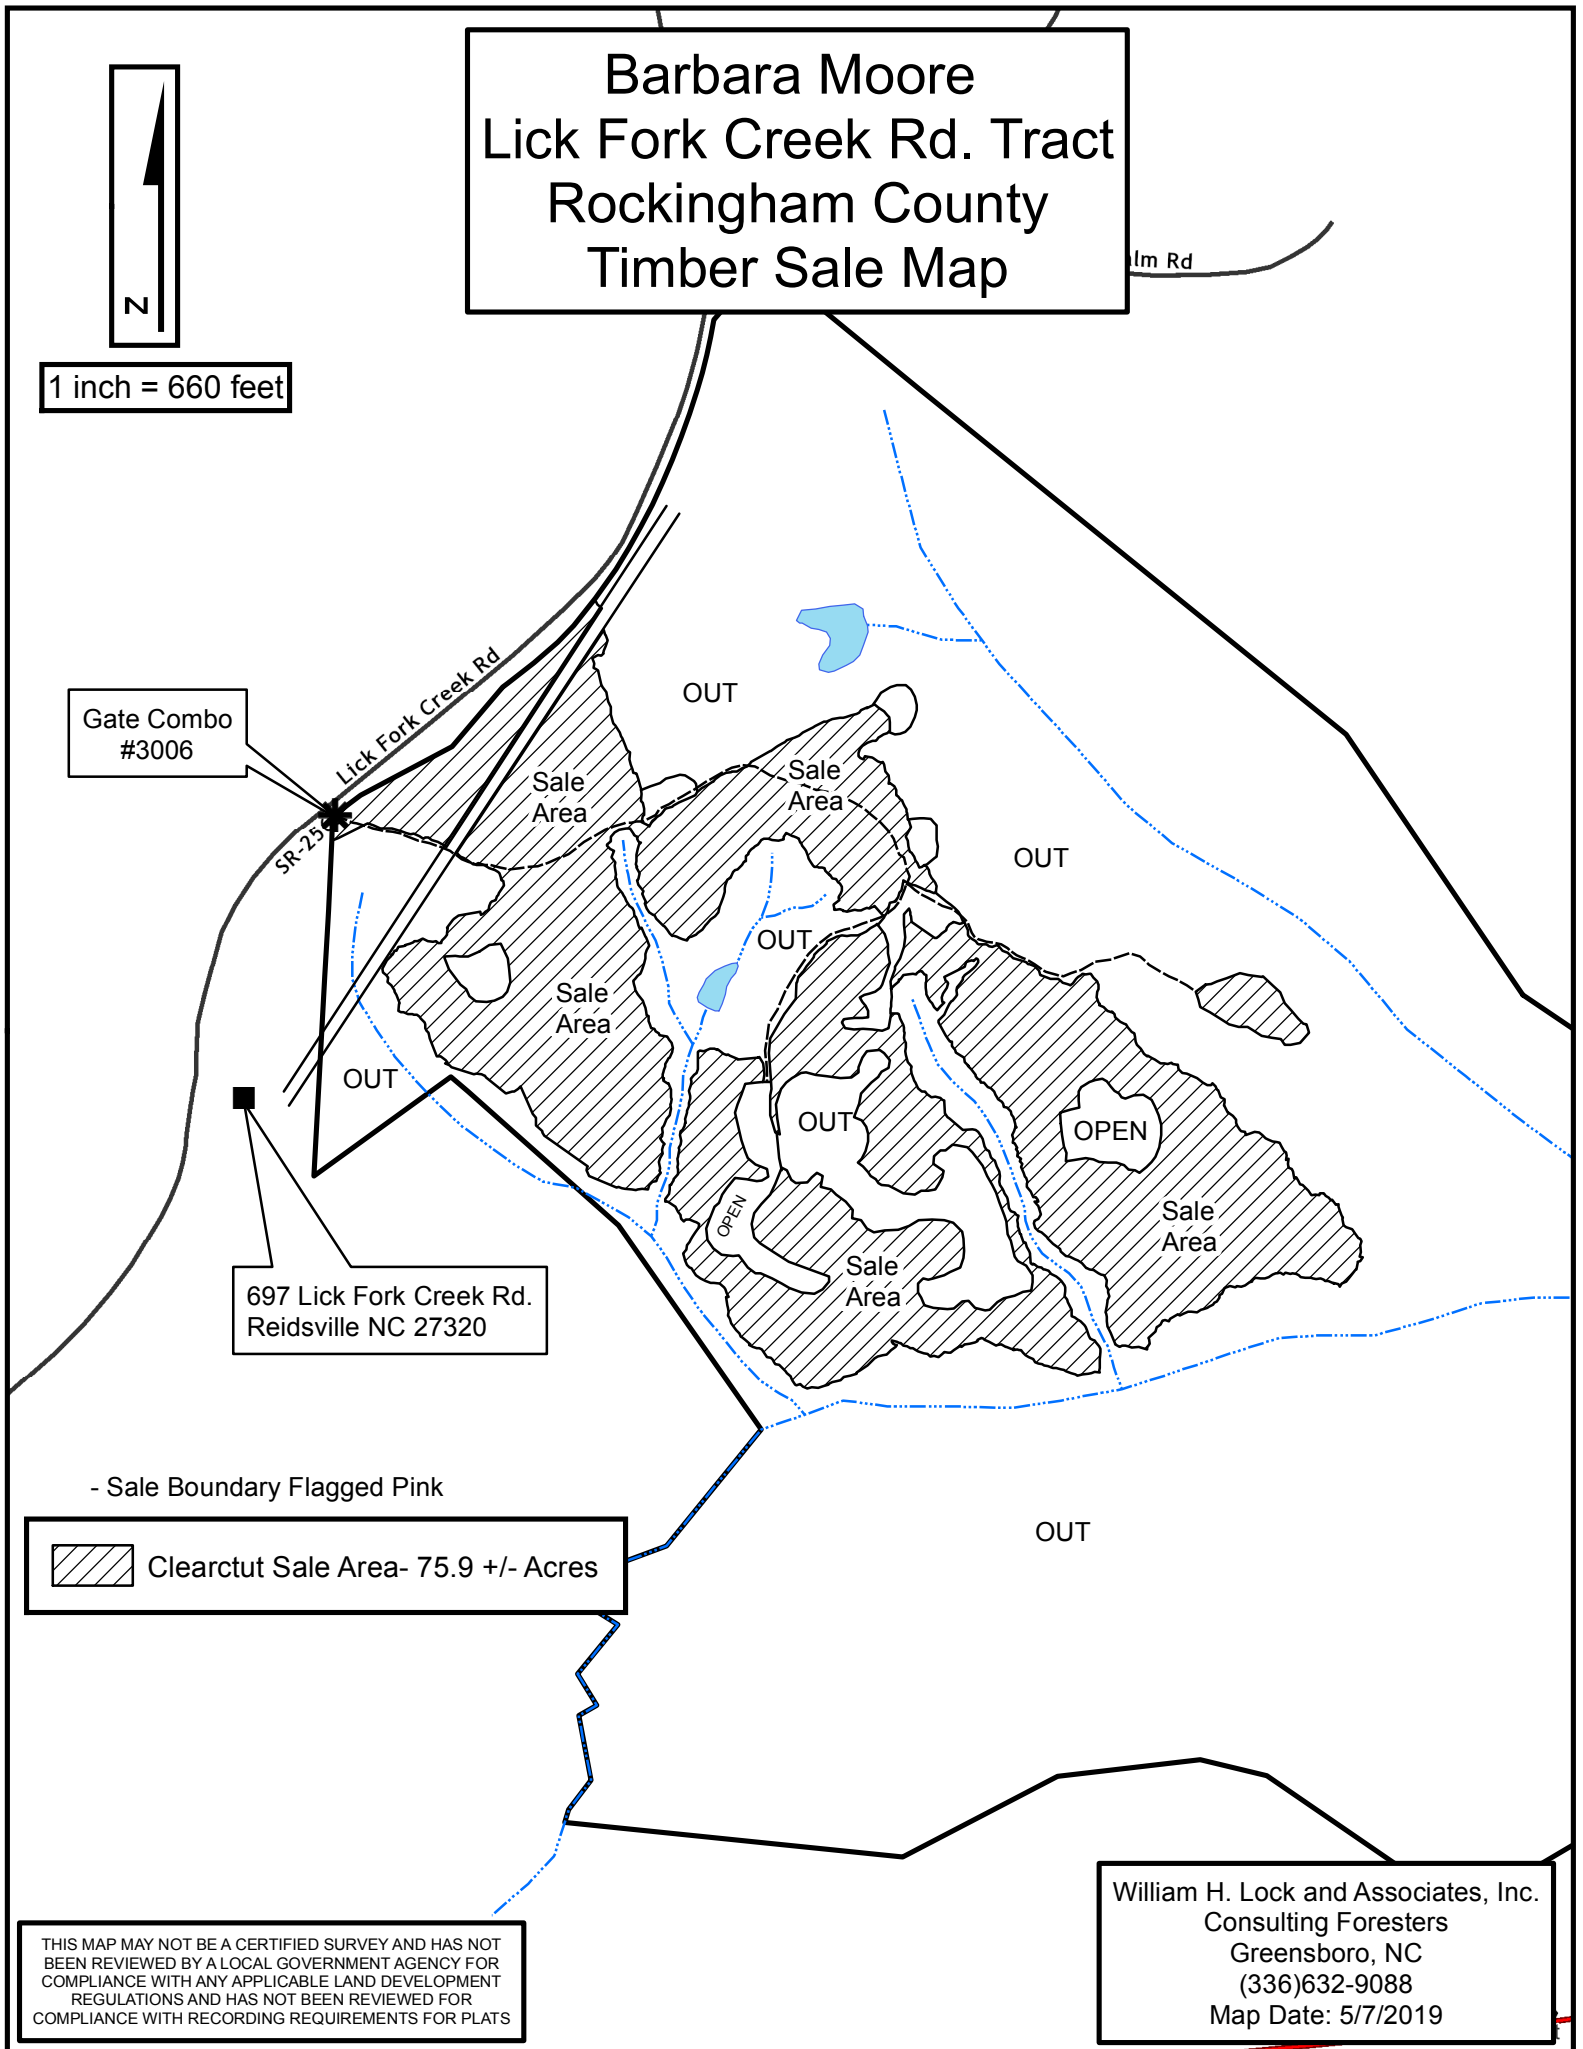 Barbara Moore
Lick Fork Creek Rd. Tract
Rockingham County
Timber Sale Map
lm Rd
N
1 inch = 660 feet
OUT
Lick Fork Creek Rd
Gate Combo
#3006
Sale
Area
Sale
Area
SR-25
OUT
OUT
Sale
Area
OUT
OUT
OPEN
OPEN
Sale
Area
Sale
Area
697 Lick Fork Creek Rd.
Reidsville NC 27320
- Sale Boundary Flagged Pink
OUT
Clearctut Sale Area- 75.9 +/- Acres
William H. Lock and Associates, Inc.
Consulting Foresters
Greensboro, NC
(336)632-9088
Map Date: 5/7/2019
THIS MAP MAY NOT BE A CERTIFIED SURVEY AND HAS NOT
BEEN REVIEWED BY A LOCAL GOVERNMENT AGENCY FOR
COMPLIANCE WITH ANY APPLICABLE LAND DEVELOPMENT
REGULATIONS AND HAS NOT BEEN REVIEWED FOR
COMPLIANCE WITH RECORDING REQUIREMENTS FOR PLATS